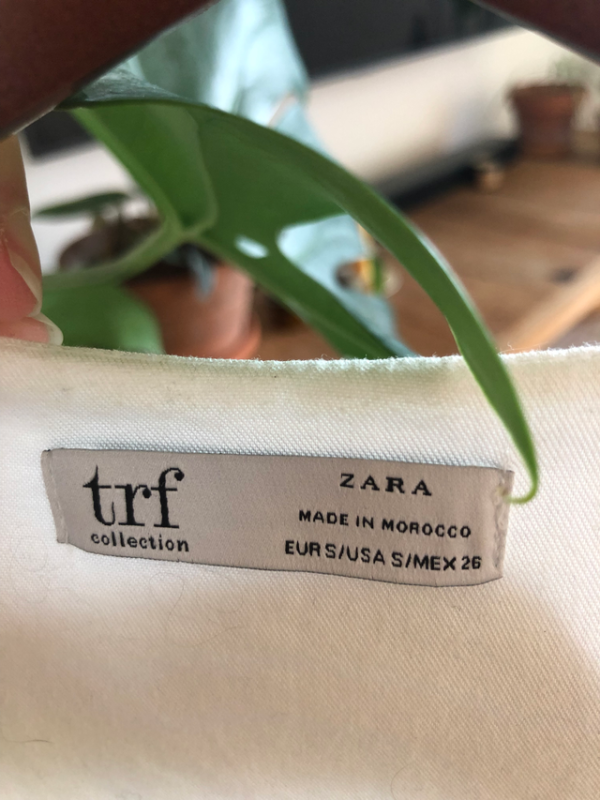 trf
collection
ZARA
MADE IN MOROCCO
EUR S/USA S/MEX 26